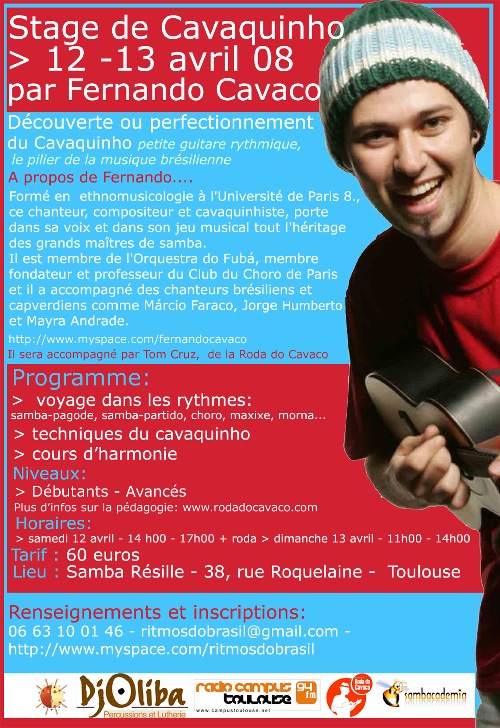 Stage de Cavaquinho
> 12 -13 avril 08
par Fernando Cavaco
Découverte ou perfectionnement
du Cavaquinho petite guitare rythmique,
le pilier de la musique brésilienne
A propos de Fernando....
Formé en ethnomusicologie à l'Université de Paris 8.,
ce chanteur, compositeur et cavaquinhiste, porte
dans sa voix et dans son jeu musical tout l'héritage
des grands maîtres de samba.
Il est membre de l'Orquestra do Fubá, membre
fondateur et professeur du Club du Choro de Paris
et il a accompagné des chanteurs brésiliens et
capverdiens comme Márcio Faraco, Jorge Humberto
et Mayra Andrade.
http://www.myspace.com/fernandocavaco
Il sera accompagné par Tom Cruz, de la Roda do Cavaco
Programme:
> voyage dans les rythmes:
samba-pagode, samba-partido, choro, maxixe, morna...
> techniques du cavaquinho
> cours d'harmonie
Niveaux:
> Débutants - Avancés
Plus d'infos sur la pédagogie: www.rodadocavaco.com
Horaires:
> samedi 12 avril - 14 h00 - 17h00 + roda > dimanche 13 avril - 11h00 - 14h00
Tarif : 60 euros
Lieu : Samba Résille - 38, rue Roquelaine - Toulouse
Renseignements et inscriptions:
06 63 10 01 46 - ritmosdobrasil@gmail.com -
http://www.myspace.com/ritmosdobrasil
DjOliba
Percussions et Lutherie
radio campus
toulouse
94 fm
www.campustoulouse.net
Roda do Cavaco
sambacademia